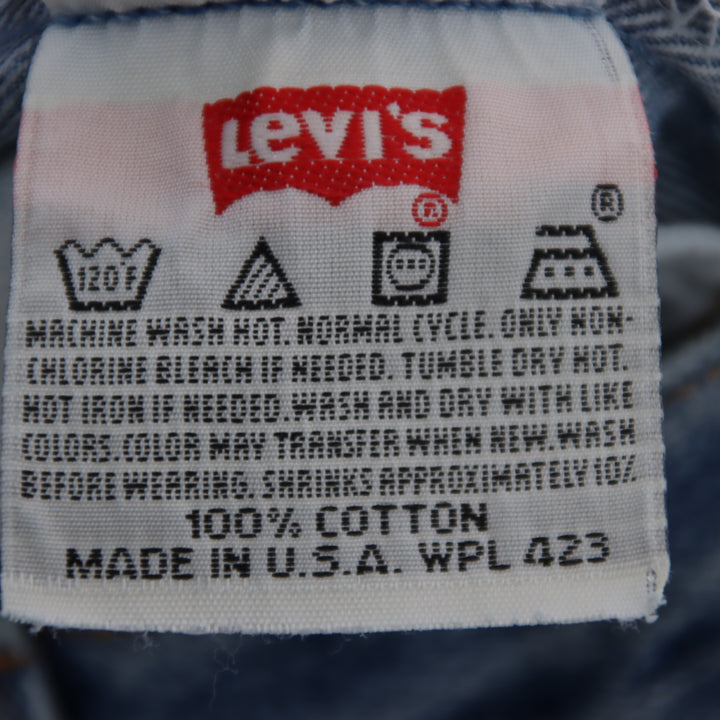 Levi's
®
®
120°F
MACHINE WASH HOT. NORMAL CYCLE. ONLY NON-
CHLORINE BLEACH IF NEEDED. TUMBLE DRY HOT.
HOT IRON IF NEEDED. WASH AND DRY WITH LIKE
COLORS. COLOR MAY TRANSFER WHEN NEW. WASH
BEFORE WEARING. SHRINKS APPROXIMATELY 10%
100% COTTON
MADE IN U.S.A. WPL 423